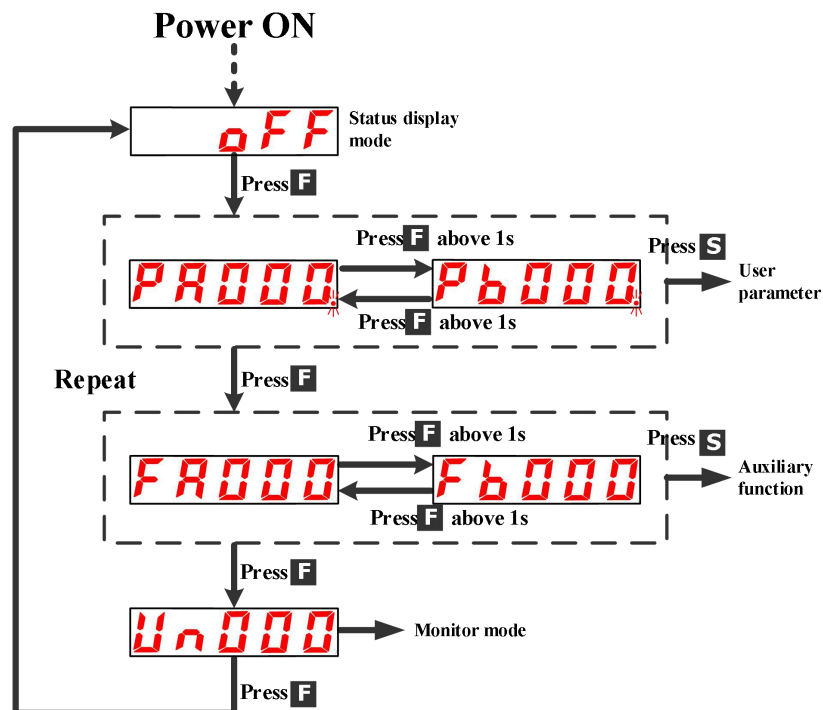 Power ON
oFF
Status display
mode
Press F
Press F above 1s
Press S
PA000.
Pb000.
User
parameter
Press F above 1s
Repeat
Press F
Press F above 1s
Press S
FA000
Fb000
Auxiliary
function
Press F above 1s
Press F
Un000
Monitor mode
Press F